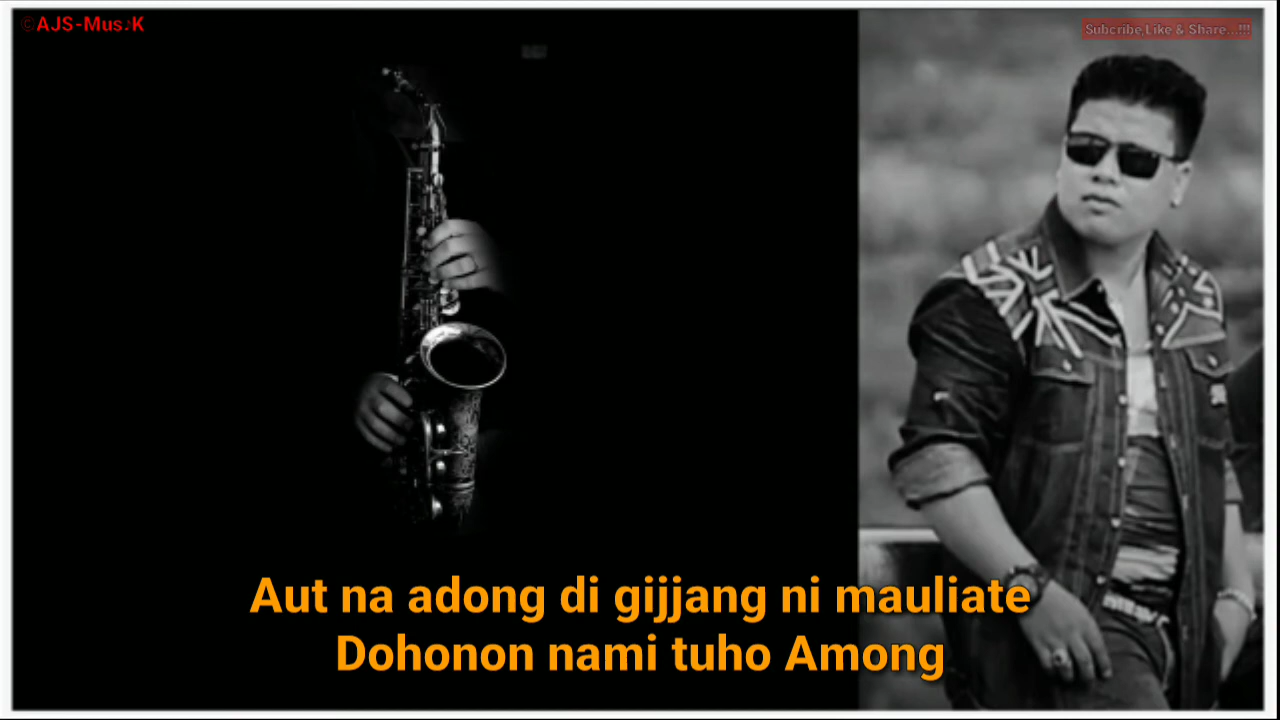 ©AJS-Mus♪K
Subcribe,Like & Share...!!!
Aut na adong di gijjang ni mauliate
Dohonon nami tuho Among